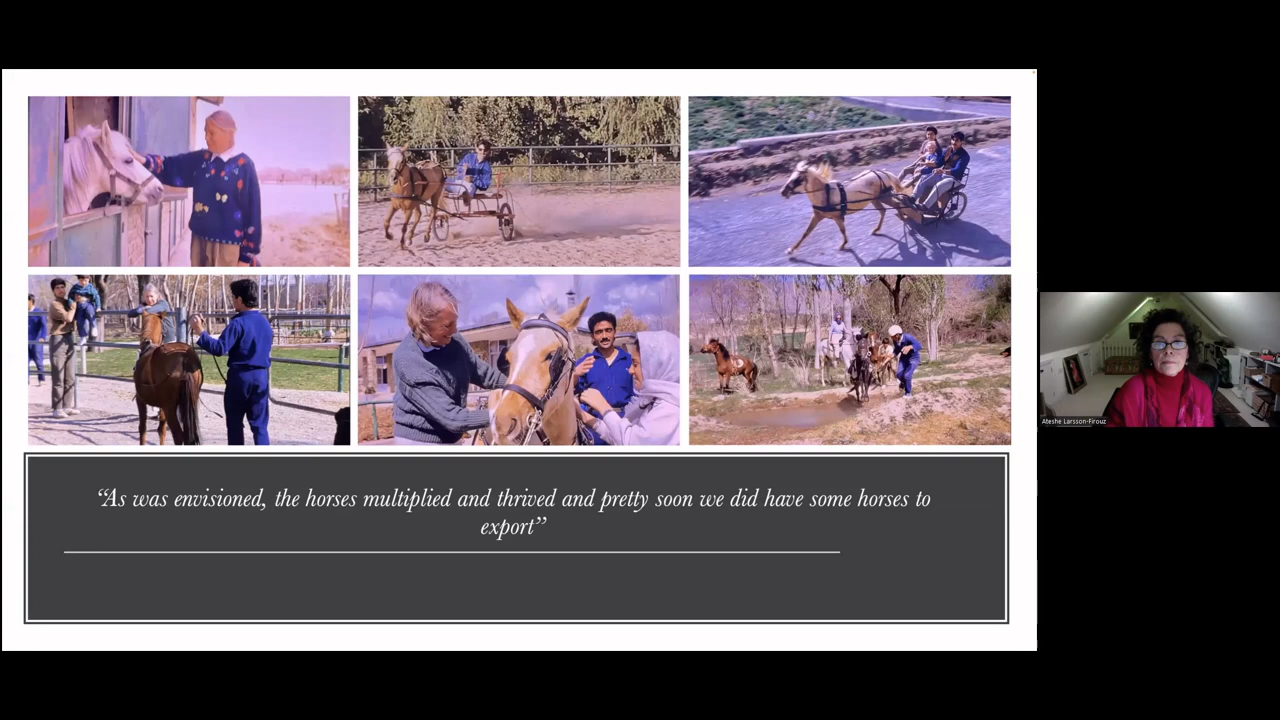 “As was envisioned, the horses multiplied and thrived and pretty soon we did have some horses to
export”
Ateshe Larsson-Firouz